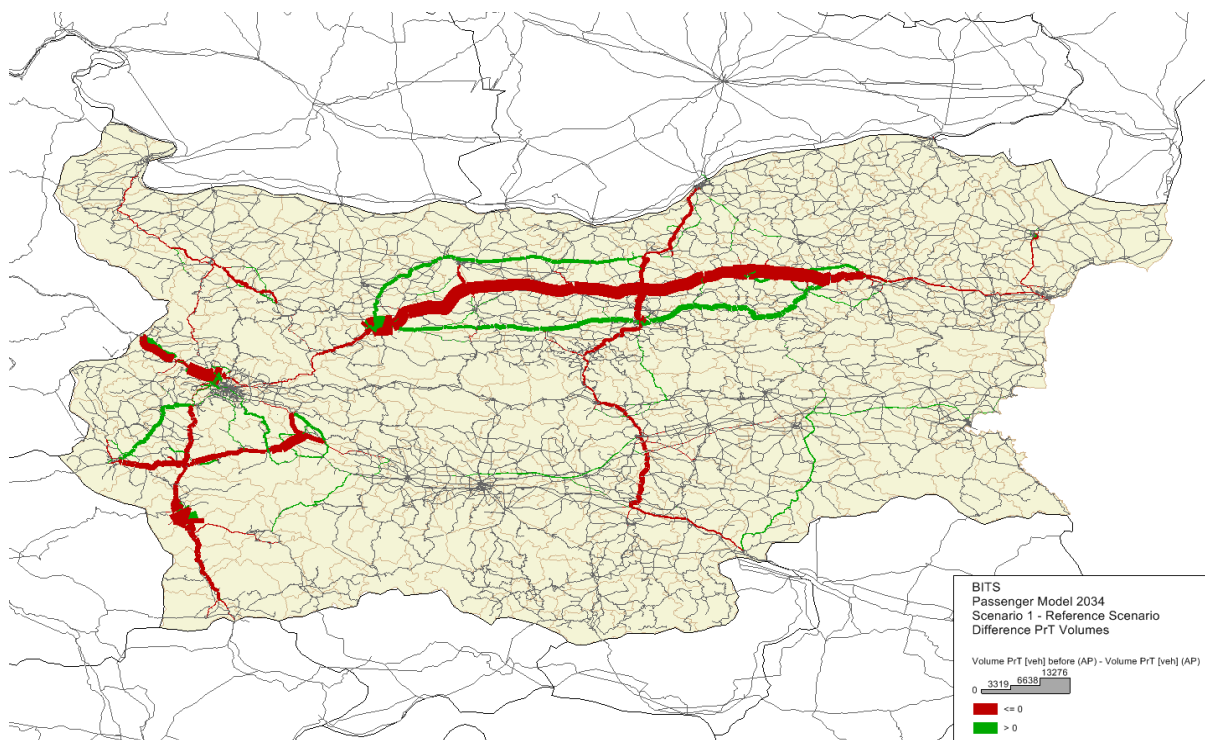 BITS
Passenger Model 2034
Scenario 1 - Reference Scenario
Difference PrT Volumes
Volume PrT [veh] before (AP) - Volume PrT [veh] (AP)
0 3319 6638 13276
<= 0
> 0